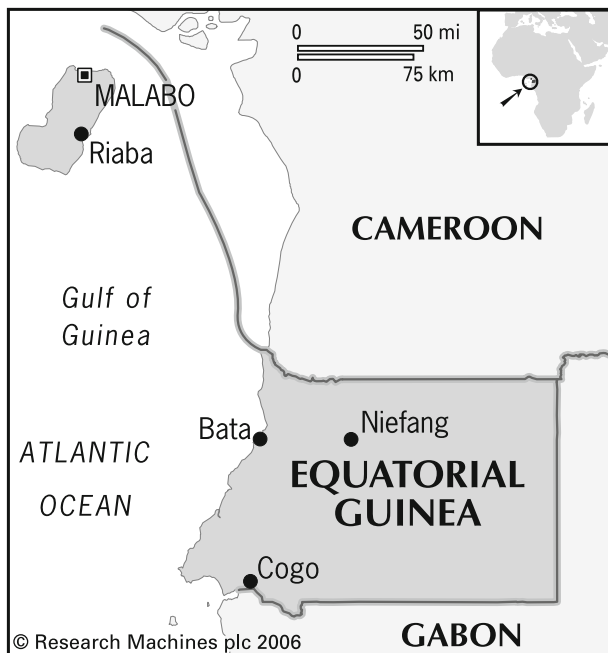 0 50 mi
0 75 km
MALABO
Riaba
CAMEROON
Gulf of
Guinea
Bata
Niefang
ATLANTIC
OCEAN
EQUATORIAL
GUINEA
Cogo
GABON
© Research Machines plc 2006